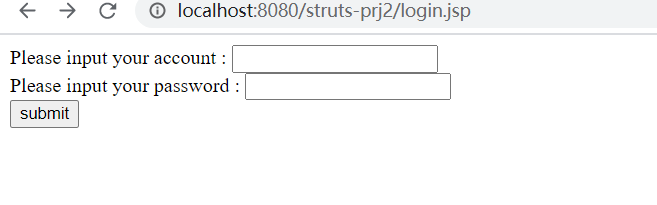 localhost:8080/struts-prj2/login.jsp
Please input your account :
Please input your password :
submit